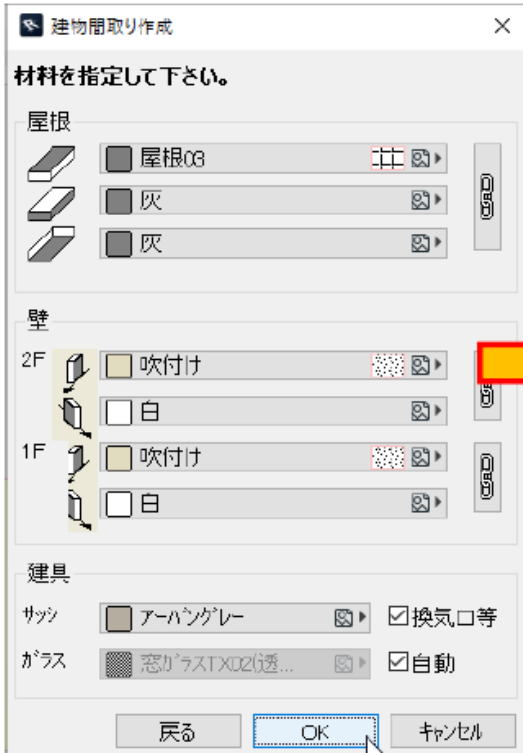 建物間取り作成
材料を指定して下さい。
屋根
屋根03
灰
灰
壁
2F 吹付け
白
1F 吹付け
白
建具
サッシ アーバングレー 換気口等
ガラス 窓ガラスTX02(透... 自動
戻る OK キャンセル